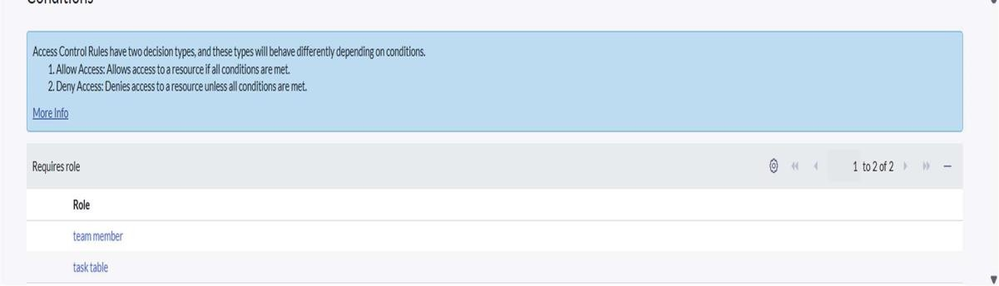 Conditions
Access Control Rules have two decision types, and these types will behave differently depending on conditions.
1. Allow Access: Allows access to a resource if all conditions are met.
2. Deny Access: Denies access to a resource unless all conditions are met.
More Info
Requires role 1 to 2 of 2
Role
team member
task table